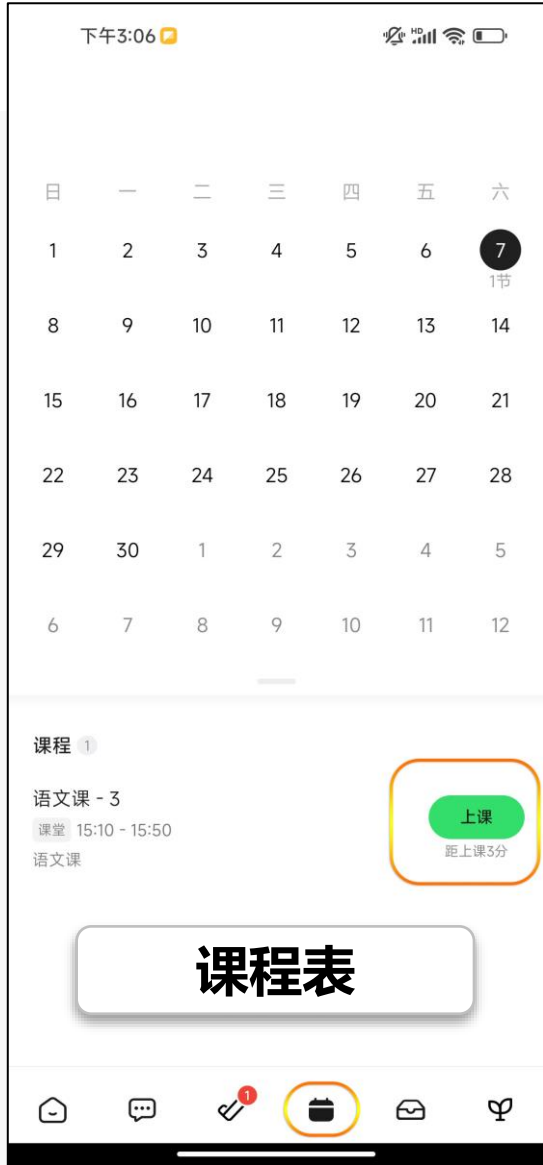 下午3:06
HD
日 一 二 三 四 五 六
1 2 3 4 5 6 7
1节
8 9 10 11 12 13 14
15 16 17 18 19 20 21
22 23 24 25 26 27 28
29 30 1 2 3 4 5
6 7 8 9 10 11 12
课程 1
语文课 - 3
课堂 15:10 - 15:50
语文课
上课
距上课3分
课程表
1